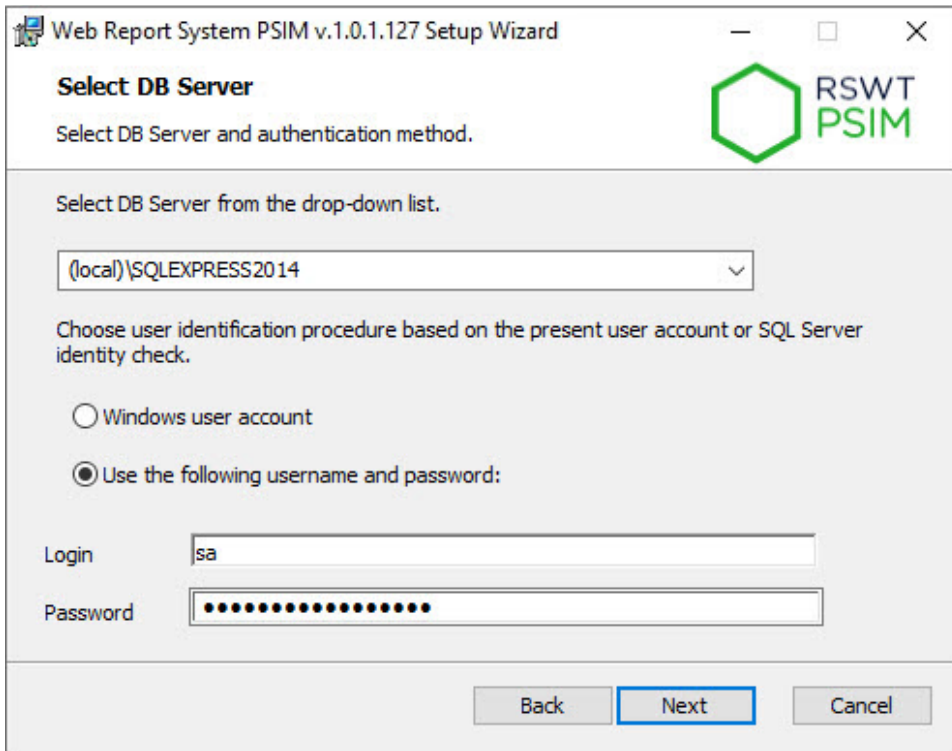 Web Report System PSIM v.1.0.1.127 Setup Wizard
Select DB Server
Select DB Server and authentication method.
RSWT
PSIM
Select DB Server from the drop-down list.
(local)\SQLEXPRESS2014
Choose user identification procedure based on the present user account or SQL Server
identity check.
Windows user account
Use the following username and password:
Login
sa
Password
•••••••••••••••••
Back
Next
Cancel